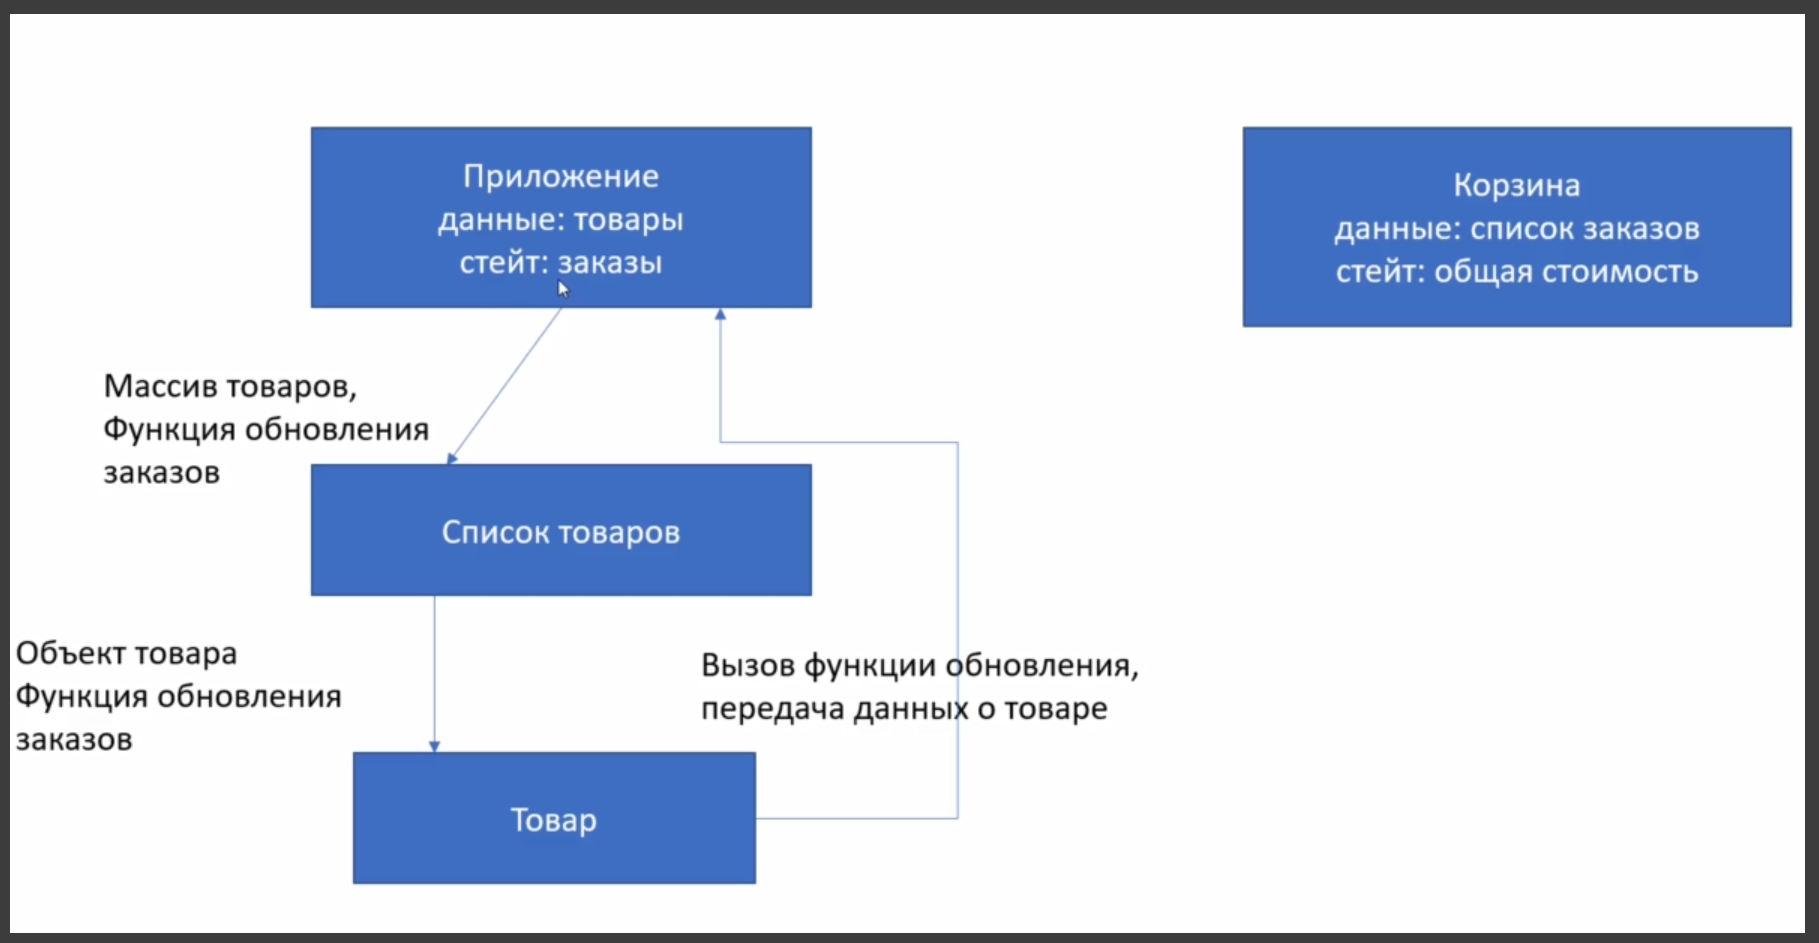 Приложение
данные: товары
стейт: заказы
Корзина
данные: список заказов
стейт: общая стоимость
Массив товаров,
Функция обновления
заказов
Список товаров
Объект товара
Функция обновления
заказов
Вызов функции обновления,
передача данных о товаре
Товар